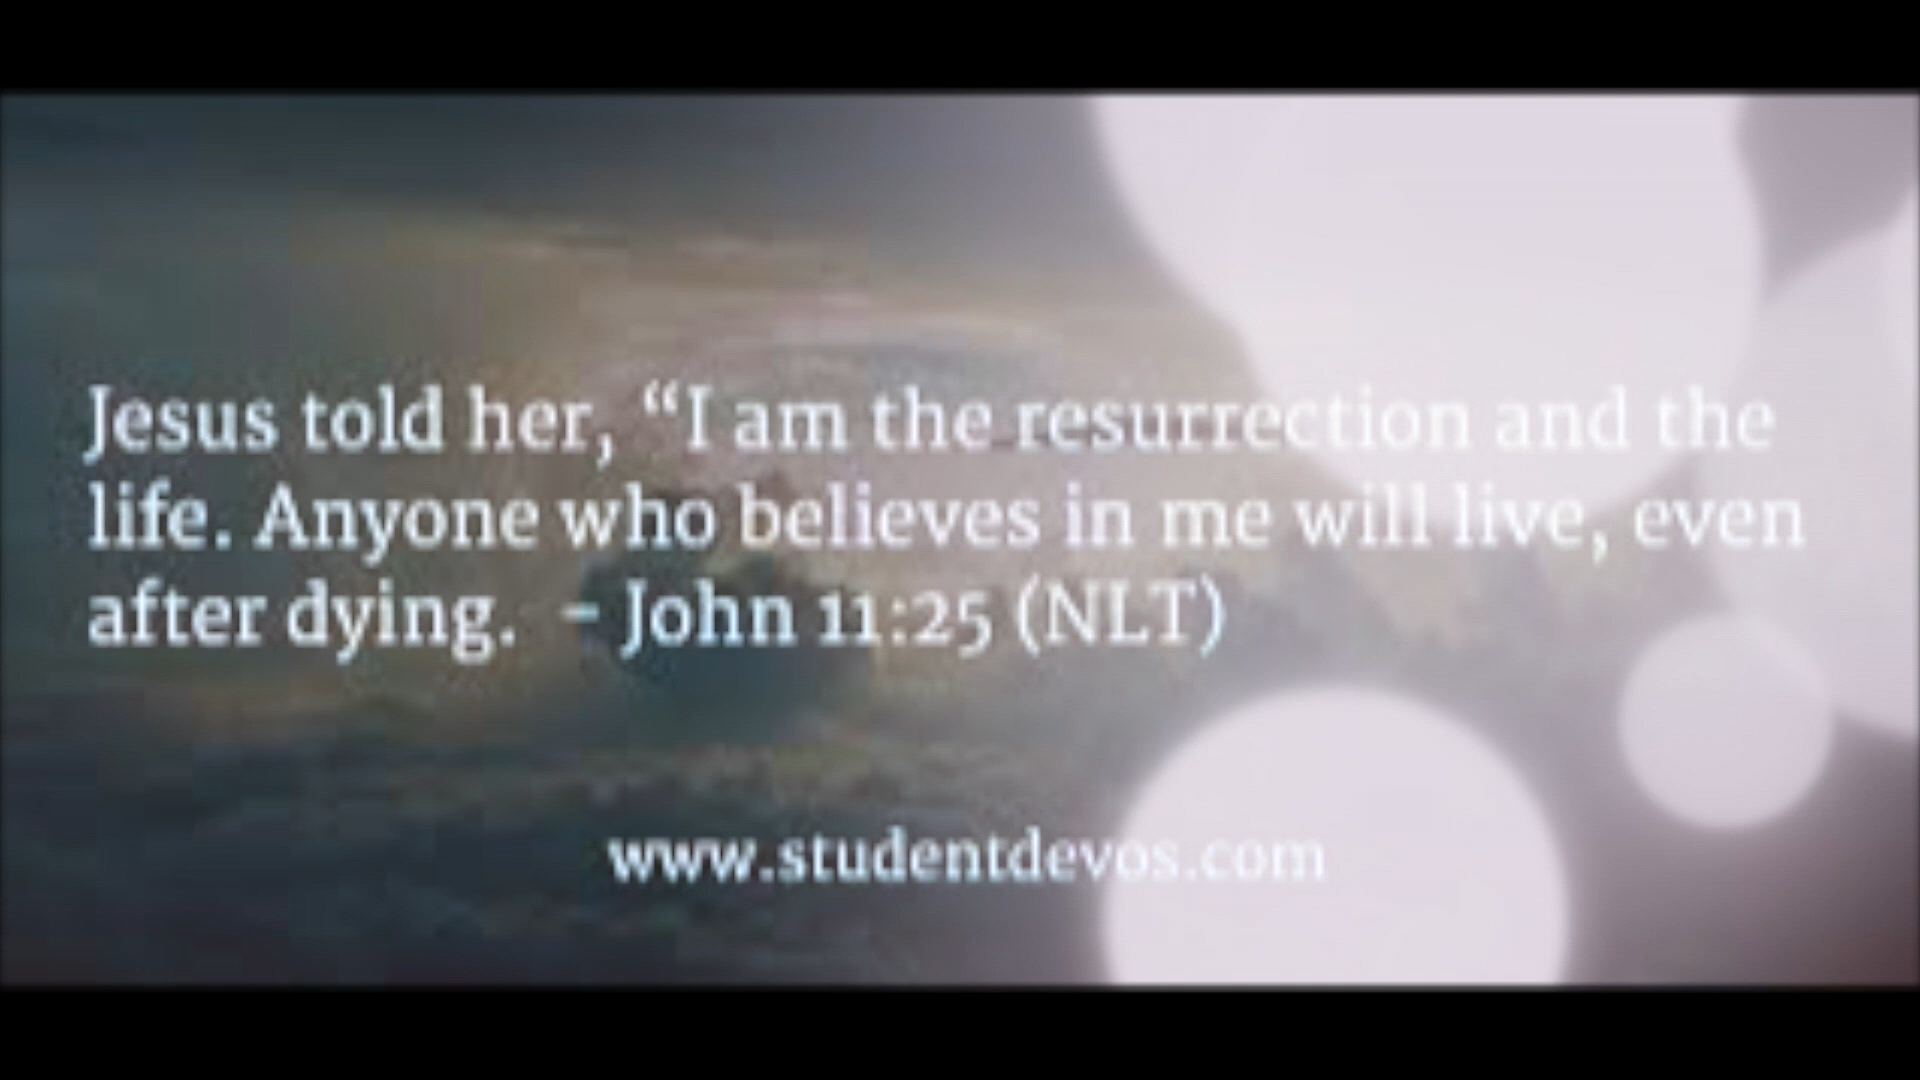 Jesus told her, “I am the resurrection and the
life. Anyone who believes in me will live, even
after dying. - John 11:25 (NLT)
www.studentdevos.com